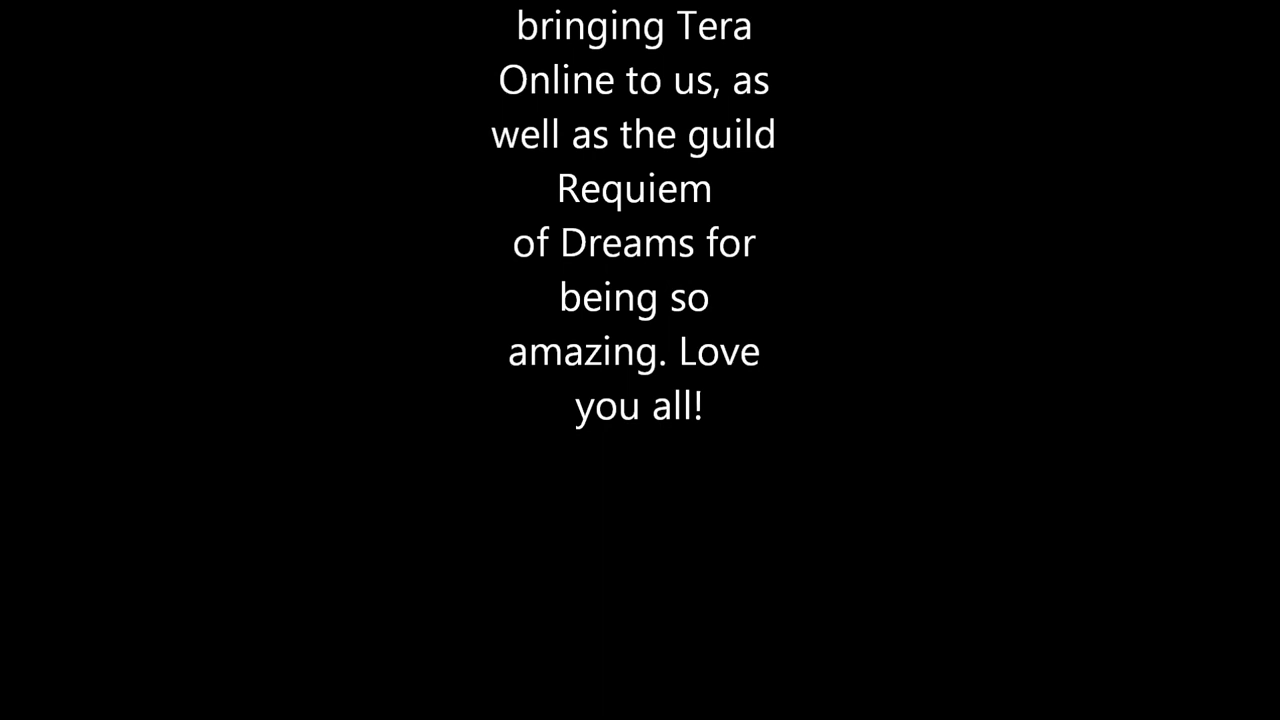 bringing Tera
Online to us, as
well as the guild
Requiem
of Dreams for
being so
amazing. Love
you all!